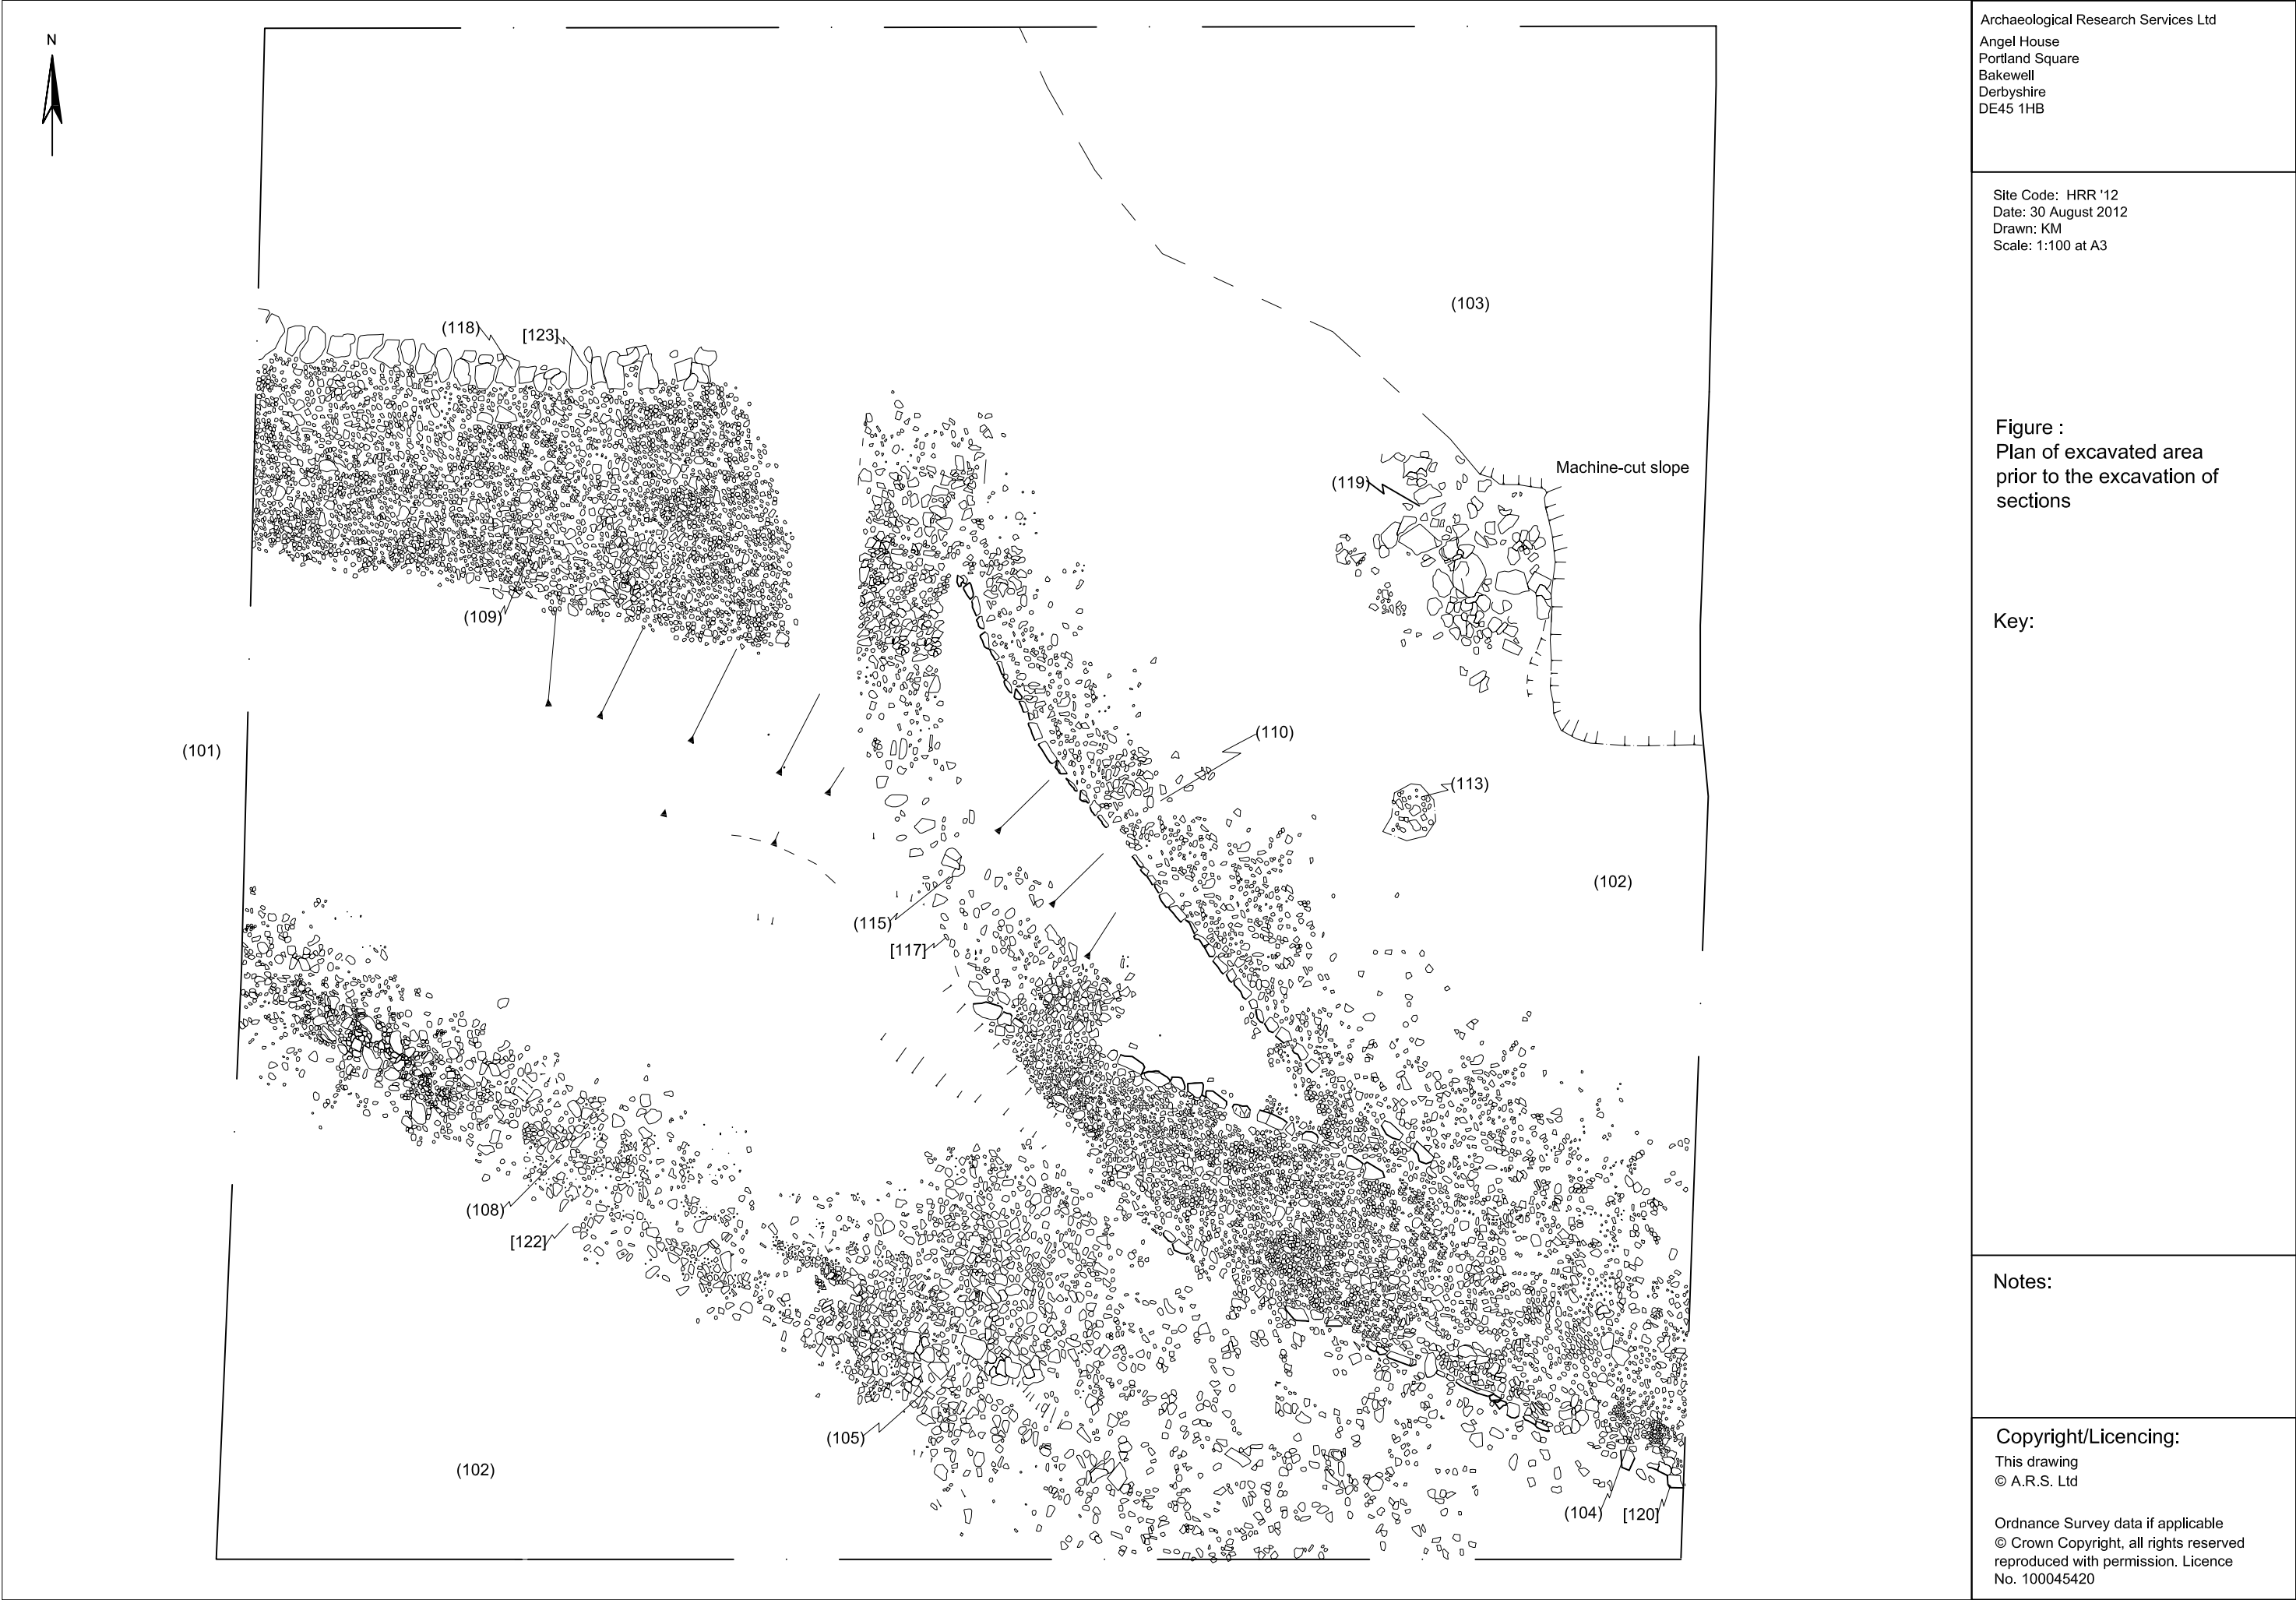 N
(118)
[123]
(103)
Machine-cut slope
(119)
(109)
(101)
(110)
(113)
(102)
(115)
[117]
(108)
[122]
(105)
(102)
(104)
[120]
Archaeological Research Services Ltd
Angel House
Portland Square
Bakewell
Derbyshire
DE45 1HB
Site Code: HRR '12
Date: 30 August 2012
Drawn: KM
Scale: 1:100 at A3
Figure :
Plan of excavated area
prior to the excavation of
sections
Key:
Notes:
Copyright/Licencing:
This drawing
© A.R.S. Ltd
Ordnance Survey data if applicable
© Crown Copyright, all rights reserved
reproduced with permission. Licence
No. 100045420